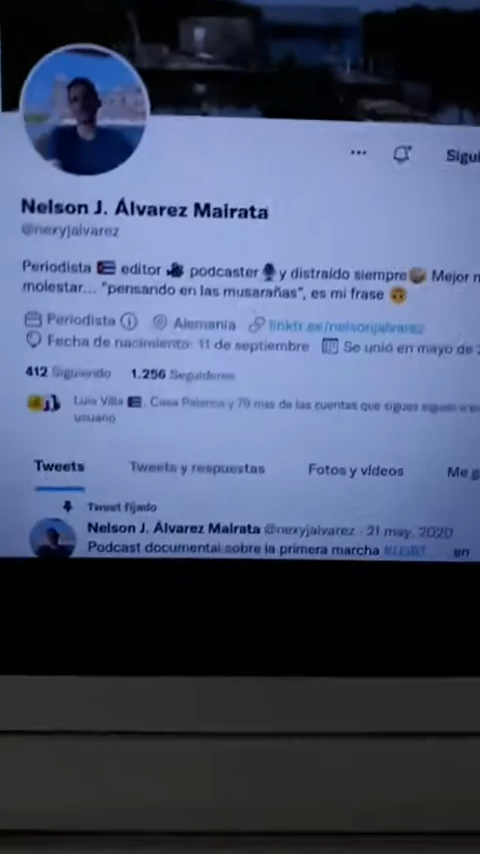 Sigu
Nelson J. Álvarez Mairata
@nexyjalvarez
Periodista editor podcaster y distraído siempre Mejor n
molestar... "pensando en las musarañas", es mi frase
Periodista Alemania linktr.ee/nelsonjalvarez
Fecha de nacimiento: 11 de septiembre Se unió en mayo de
412 Siguiendo 1.256 Seguidores
Luis Villa , Casa Palanca y 79 más de las cuentas que sigues siguen a es
usuario
Tweets Tweets y respuestas Fotos y vídeos Me g
Tweet fijado
Nelson J. Álvarez Mairata @nexyjalvarez · 21 may. 2020
Podcast documental sobre la primera marcha #LGBT en